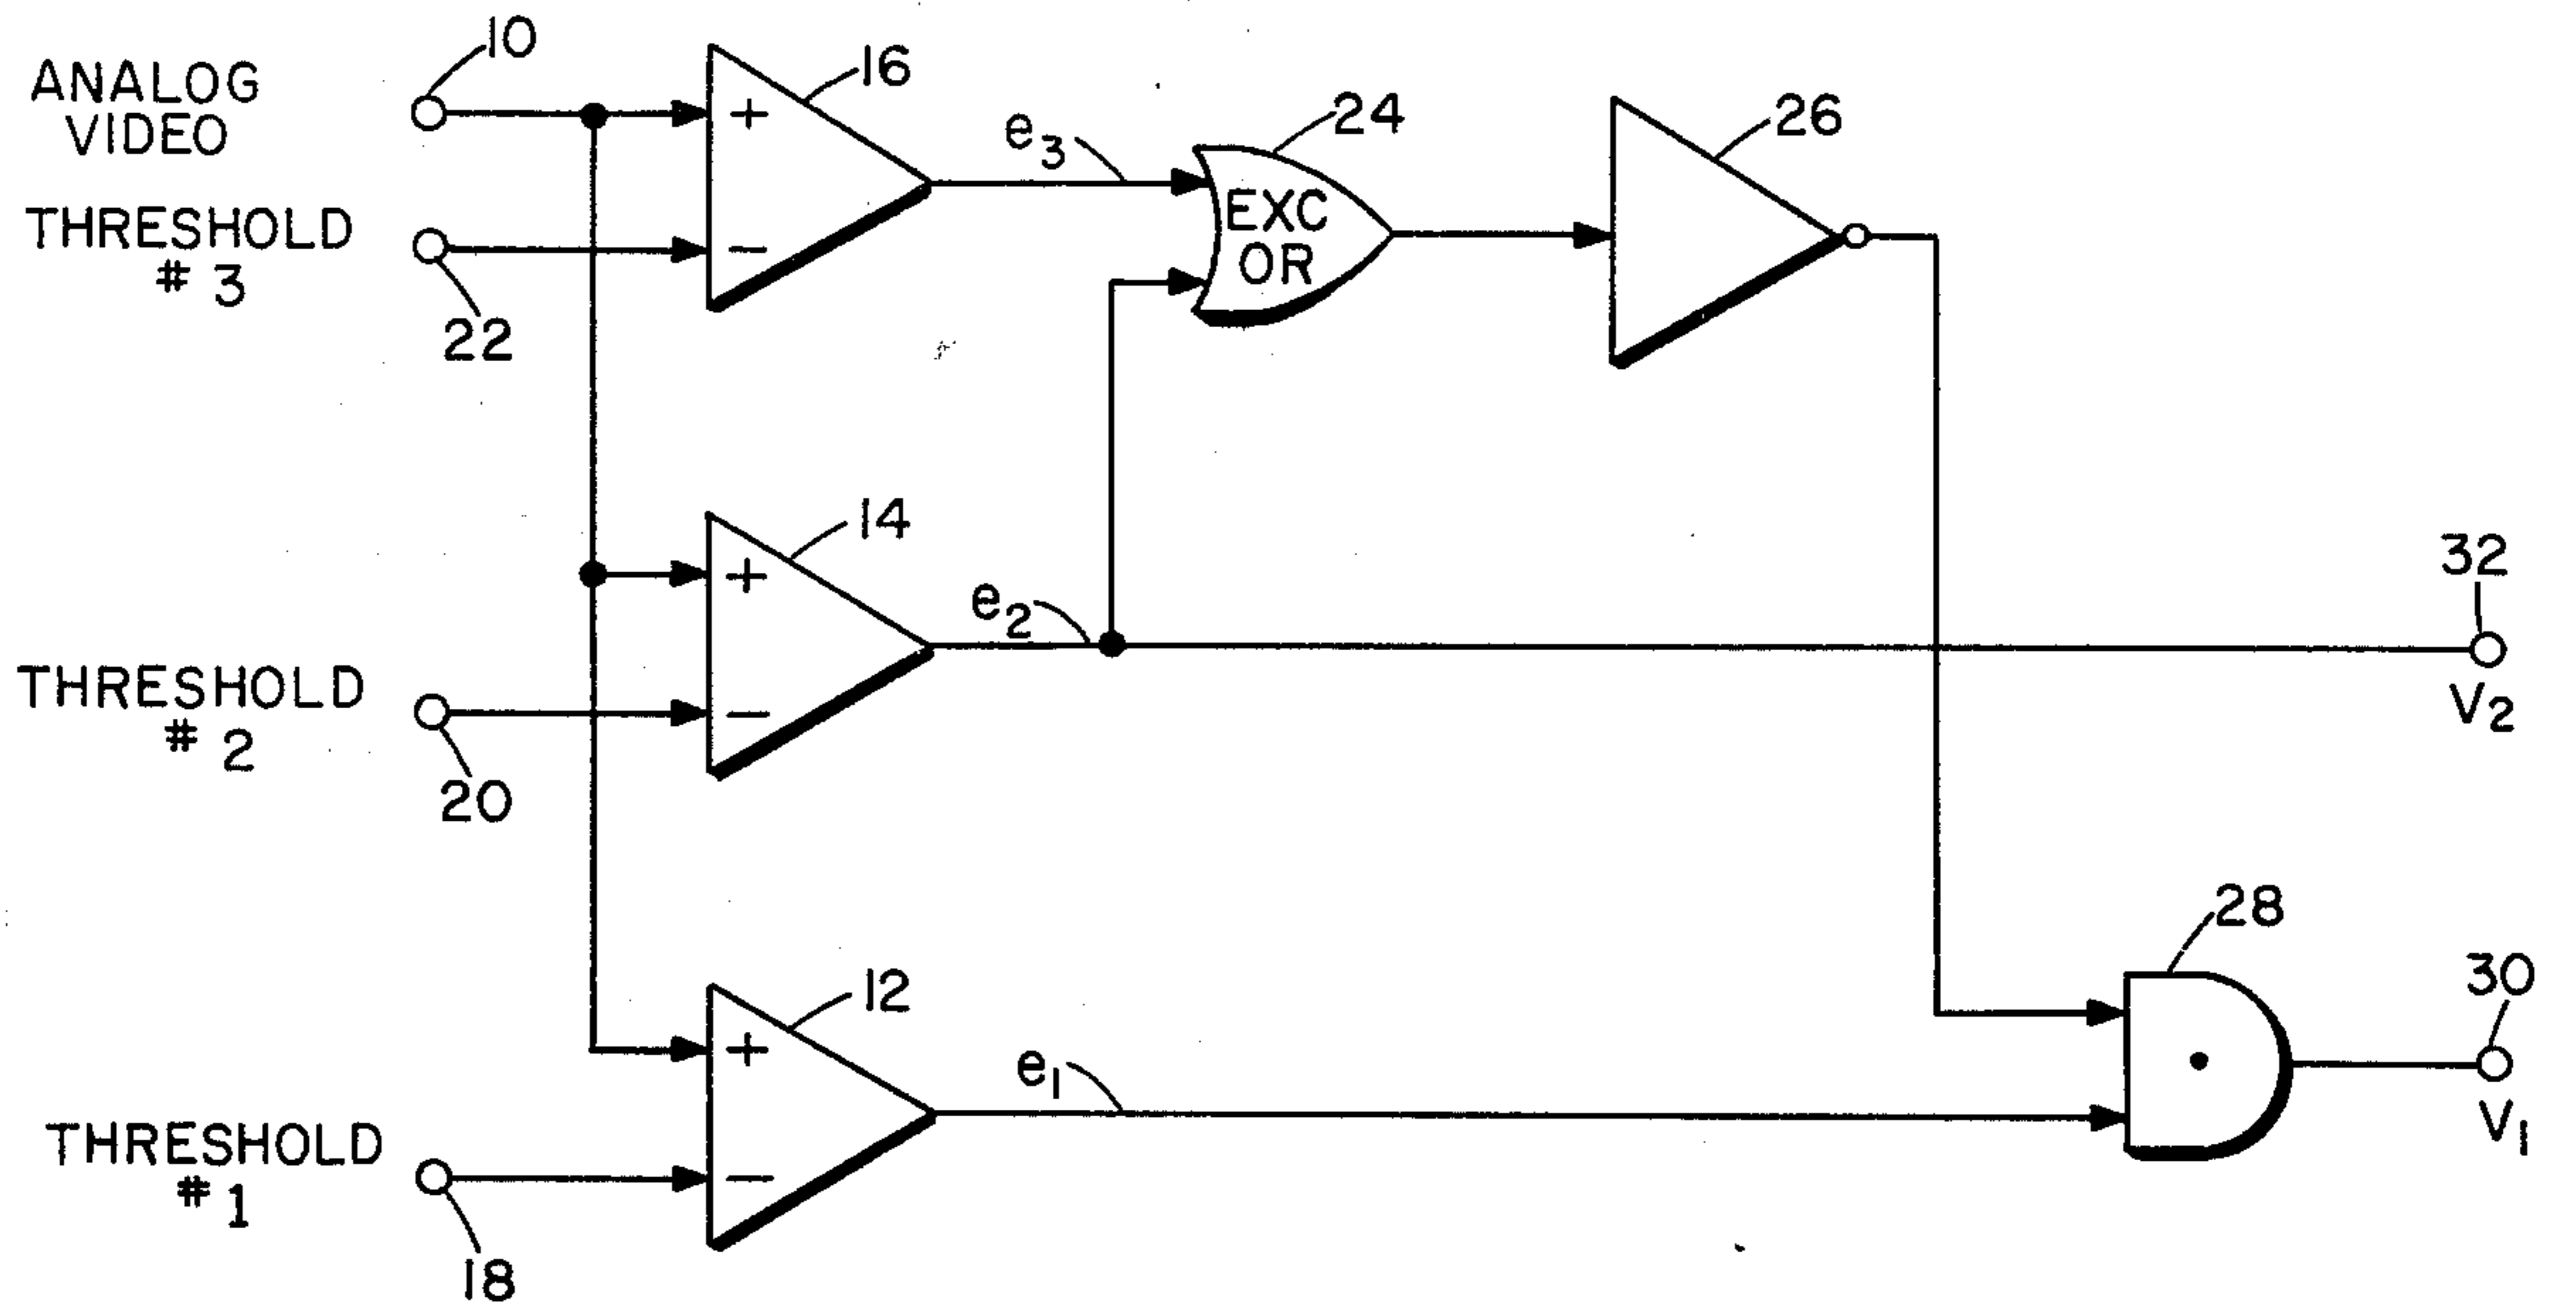 10
ANALOG
VIDEO
16
+
THRESHOLD
# 3
22
−
e3
24
EXC
OR
26
14
+
THRESHOLD
# 2
20
−
e2
32
V2
12
+
THRESHOLD
# 1
18
−
e1
28
30
V1